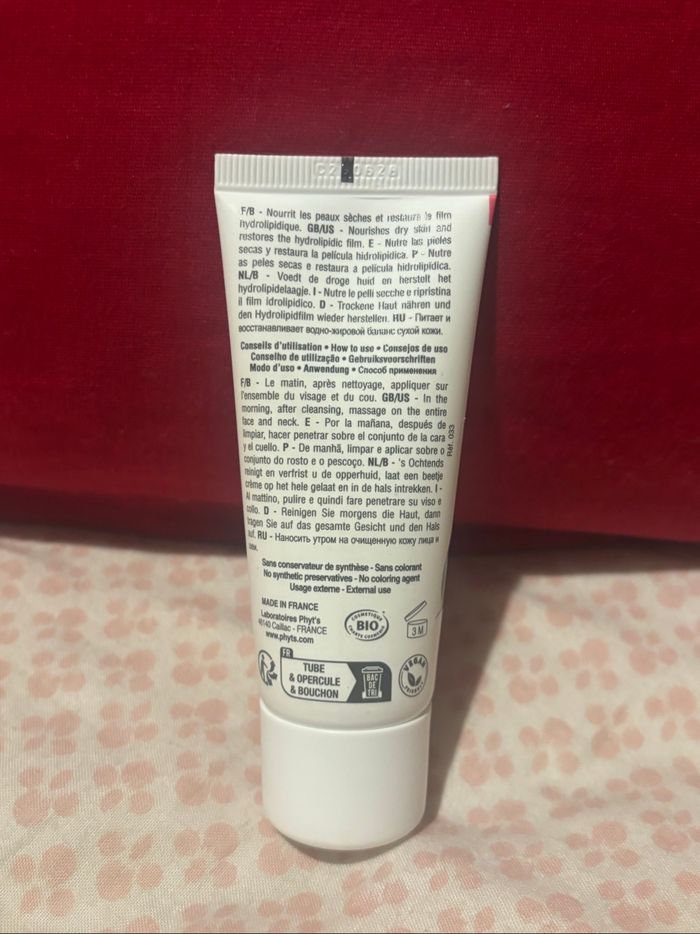 F/B - Nourrit les peaux sèches et restaure le film
hydrolipidique. GB/US - Nourishes dry skin and
restores the hydrolipidic film. E - Nutre las pieles
secas y restaura la película hidrolipídica. P - Nutre
as peles secas e restaura a película hidrolipídica.
NL/B - Voedt de droge huid en herstelt het
hydrolipidelaagje. I - Nutre le pelli secche e ripristina
il film idrolipidico. D - Trockene Haut nähren und
den Hydrolipidfilm wieder herstellen. RU - Питает и
восстанавливает водно-жировой баланс сухой кожи.
Conseils d'utilisation • How to use • Consejos de uso
Conselho de utilização • Gebruiksvoorschriften
Modo d'uso • Anwendung • Способ применения
F/B - Le matin, après nettoyage, appliquer sur
l'ensemble du visage et du cou. GB/US - In the
morning, after cleansing, massage on the entire
face and neck. E - Por la mañana, después de
limpiar, hacer penetrar sobre el conjunto de la cara
y el cuello. P - De manhã, limpar e aplicar sobre o
conjunto do rosto e o pescoço. NL/B - 's Ochtends
reinigt en verfrist u de opperhuid, laat een beetje
crème op het hele gelaat en in de hals intrekken. I -
Al mattino, pulire e quindi fare penetrare su viso e
collo. D - Reinigen Sie morgens die Haut, dann
tragen Sie auf das gesamte Gesicht und den Hals
auf. RU - Наносить утром на очищенную кожу лица и
шеи.
Réf. 033
Sans conservateur de synthèse - Sans colorant
No synthetic preservatives - No coloring agent
Usage externe - External use
MADE IN FRANCE
Laboratoires Phyt's
46140 Caillac - FRANCE
www.phyts.com
COSMETIQUE
BIO
CHARTE COSMEBIO
3 M
FR
TUBE
& OPERCULE
& BOUCHON
BAC
DE
TRI
VEGAN
FRIENDLY